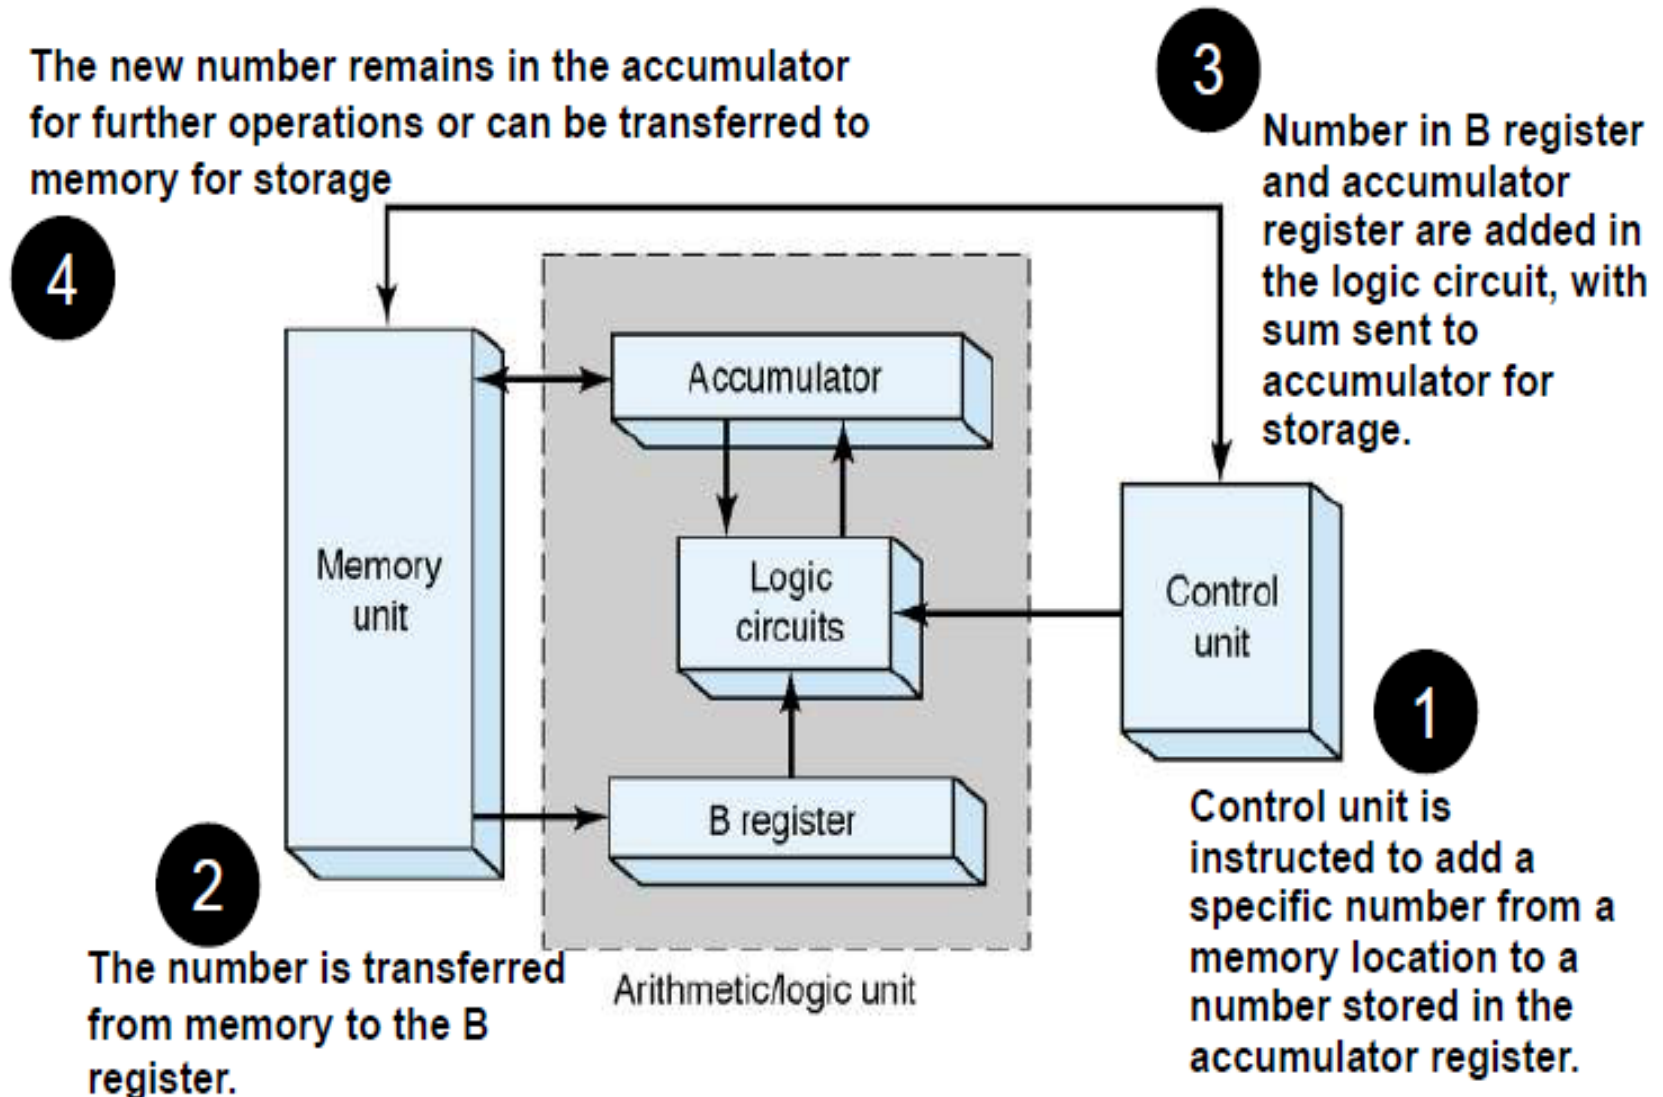 The new number remains in the accumulator
for further operations or can be transferred to
memory for storage
4
3
Number in B register
and accumulator
register are added in
the logic circuit, with
sum sent to
accumulator for
storage.
Accumulator
Memory
unit
Logic
circuits
Control
unit
B register
Arithmetic/logic unit
1
Control unit is
instructed to add a
specific number from a
memory location to a
number stored in the
accumulator register.
2
The number is transferred
from memory to the B
register.